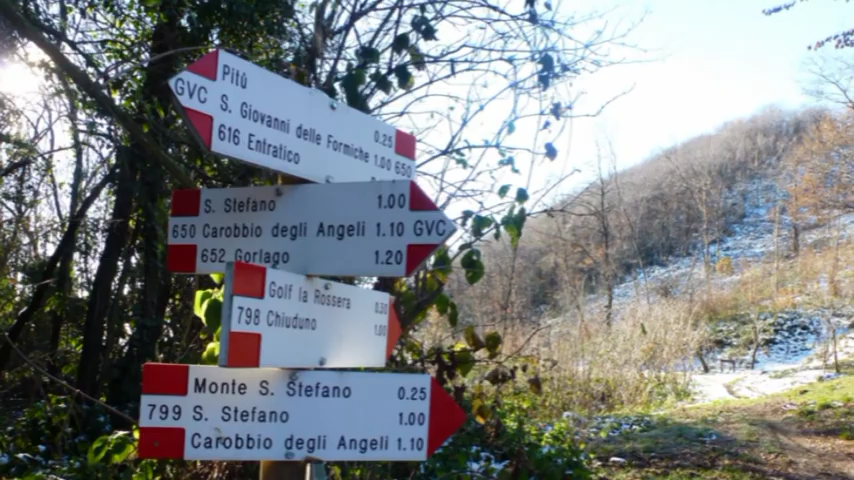 Pitù
GVC S. Giovanni delle Formiche 0.25
616 Entratico 1.00 650
S. Stefano 1.00
650 Carobbio degli Angeli 1.10 GVC
652 Gorlago 1.20
Golf la Rossera 0.30
798 Chiuduno 1.00
Monte S. Stefano 0.25
799 S. Stefano 1.00
Carobbio degli Angeli 1.10